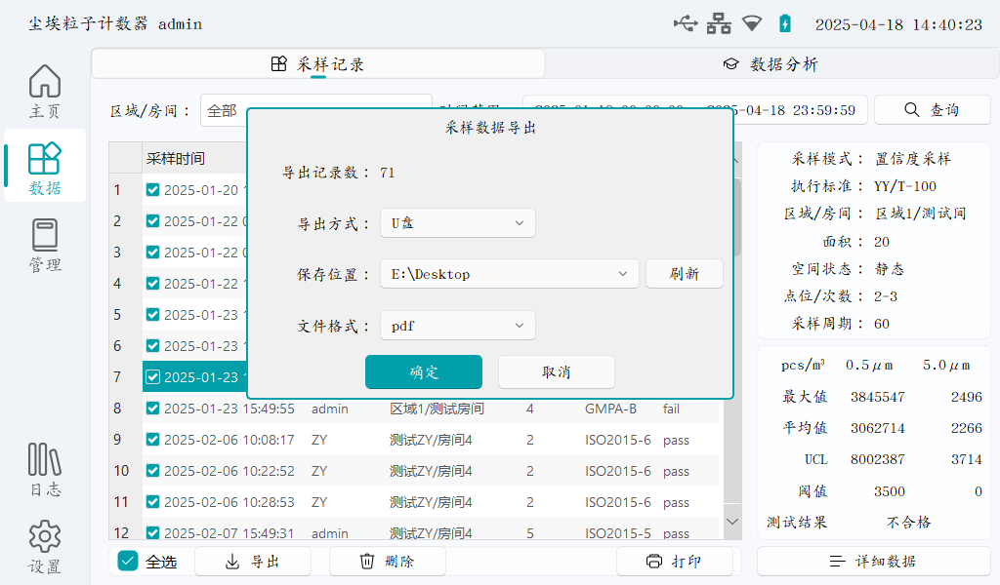 尘埃粒子计数器 admin
2025-04-18 14:40:23
采样记录
数据分析
主页
数据
管理
日志
设置
区域/房间：
全部
-04-18 23:59:59
查询
采样时间
1 2025-01-20
2 2025-01-22
3 2025-01-22
4 2025-01-22
5 2025-01-23
6 2025-01-23
7 2025-01-23
8 2025-01-23 15:49:55 admin 区域1/测试房间 4 GMPA-B fail
9 2025-02-06 10:08:17 ZY 测试ZY/房间4 2 ISO2015-6 pass
10 2025-02-06 10:22:52 ZY 测试ZY/房间4 2 ISO2015-6 pass
11 2025-02-06 10:28:53 ZY 测试ZY/房间4 2 ISO2015-6 pass
12 2025-02-07 15:49:31 admin 测试ZY/房间4 5 ISO2015-5 pass
采样数据导出
导出记录数： 71
导出方式： U盘
保存位置： E:\Desktop 刷新
文件格式： pdf
确定 取消
采样模式： 置信度采样
执行标准： YY/T-100
区域/房间： 区域1/测试间
面积： 20
空间状态： 静态
点位/次数： 2-3
采样周期： 60
pcs/m³ 0.5μm 5.0μm
最大值 3845547 2496
平均值 3062714 2266
UCL 8002387 3714
阈值 3500 0
测试结果 不合格
全选 导出 删除 打印 详细数据